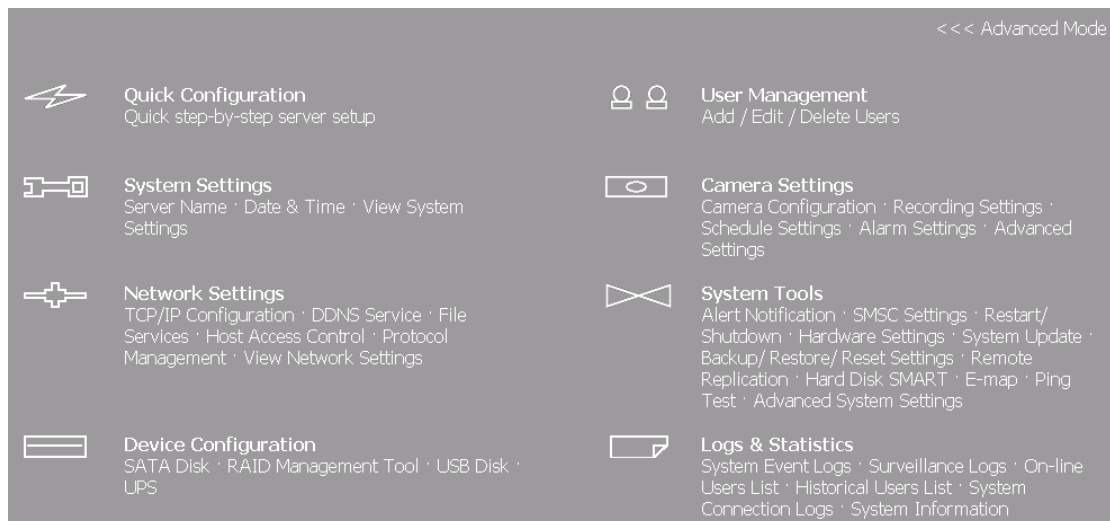 <<< Advanced Mode
Quick Configuration
Quick step-by-step server setup
User Management
Add / Edit / Delete Users
System Settings
Server Name · Date & Time · View System
Settings
Camera Settings
Camera Configuration · Recording Settings ·
Schedule Settings · Alarm Settings · Advanced
Settings
Network Settings
TCP/IP Configuration · DDNS Service · File
Services · Host Access Control · Protocol
Management · View Network Settings
System Tools
Alert Notification · SMSC Settings · Restart/
Shutdown · Hardware Settings · System Update ·
Backup/ Restore/ Reset Settings · Remote
Replication · Hard Disk SMART · E-map · Ping
Test · Advanced System Settings
Device Configuration
SATA Disk · RAID Management Tool · USB Disk ·
UPS
Logs & Statistics
System Event Logs · Surveillance Logs · On-line
Users List · Historical Users List · System
Connection Logs · System Information